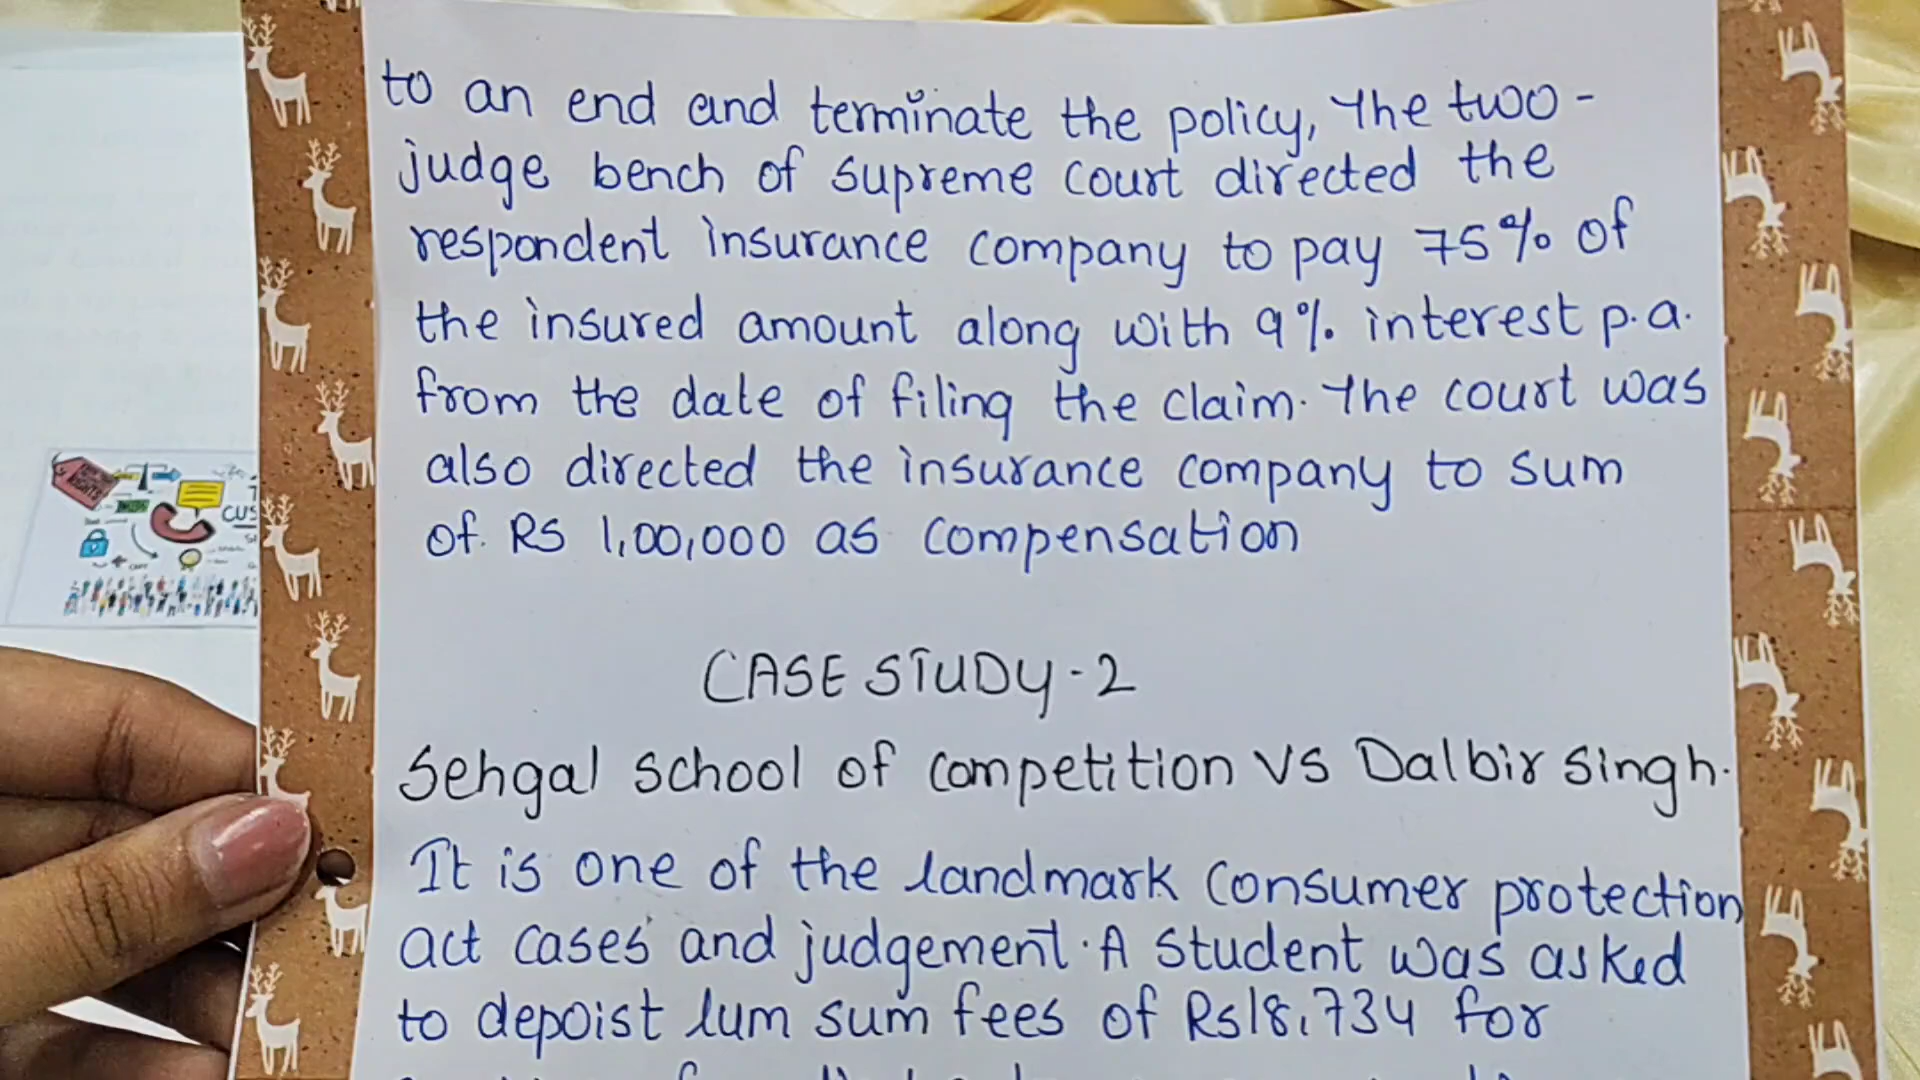 to an end and terminate the policy, The two-
judge bench of supreme court directed the
respondent insurance company to pay 75% of
the insured amount along with 9% interest p.a.
from the date of filing the claim. The court was
also directed the insurance company to sum
of RS 1,00,000 as compensation
CASE STUDY-2
Sehgal school of competition VS Dalbir singh.
It is one of the landmark consumer protection
act cases and judgement. A student was asked
to depoist lum sum fees of Rs18,734 for
CUS